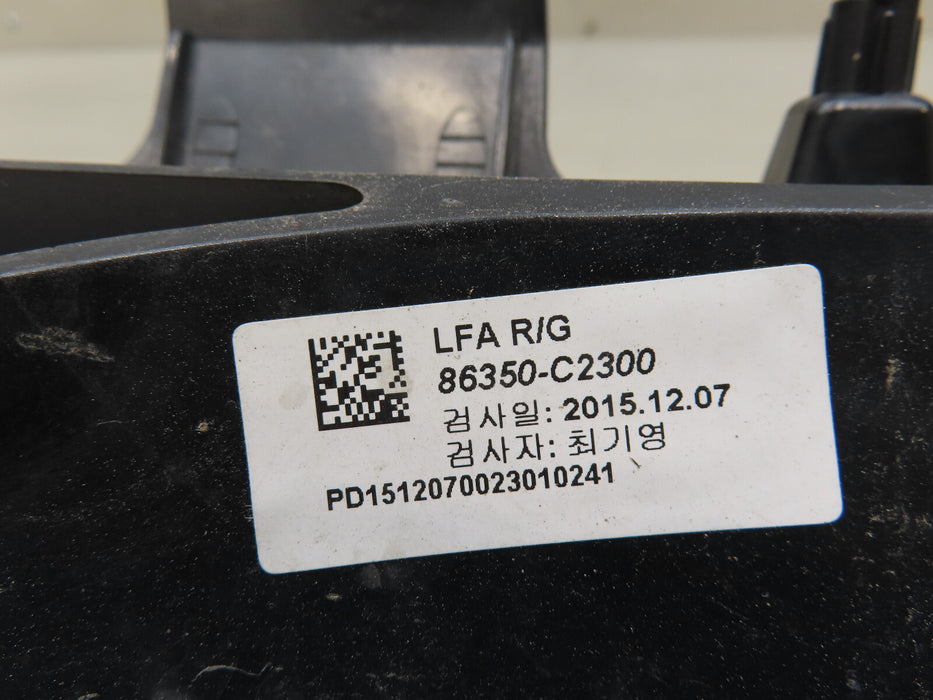 LFA R/G
86350-C2300
검사일: 2015.12.07
검사자: 최기영
PD1512070023010241